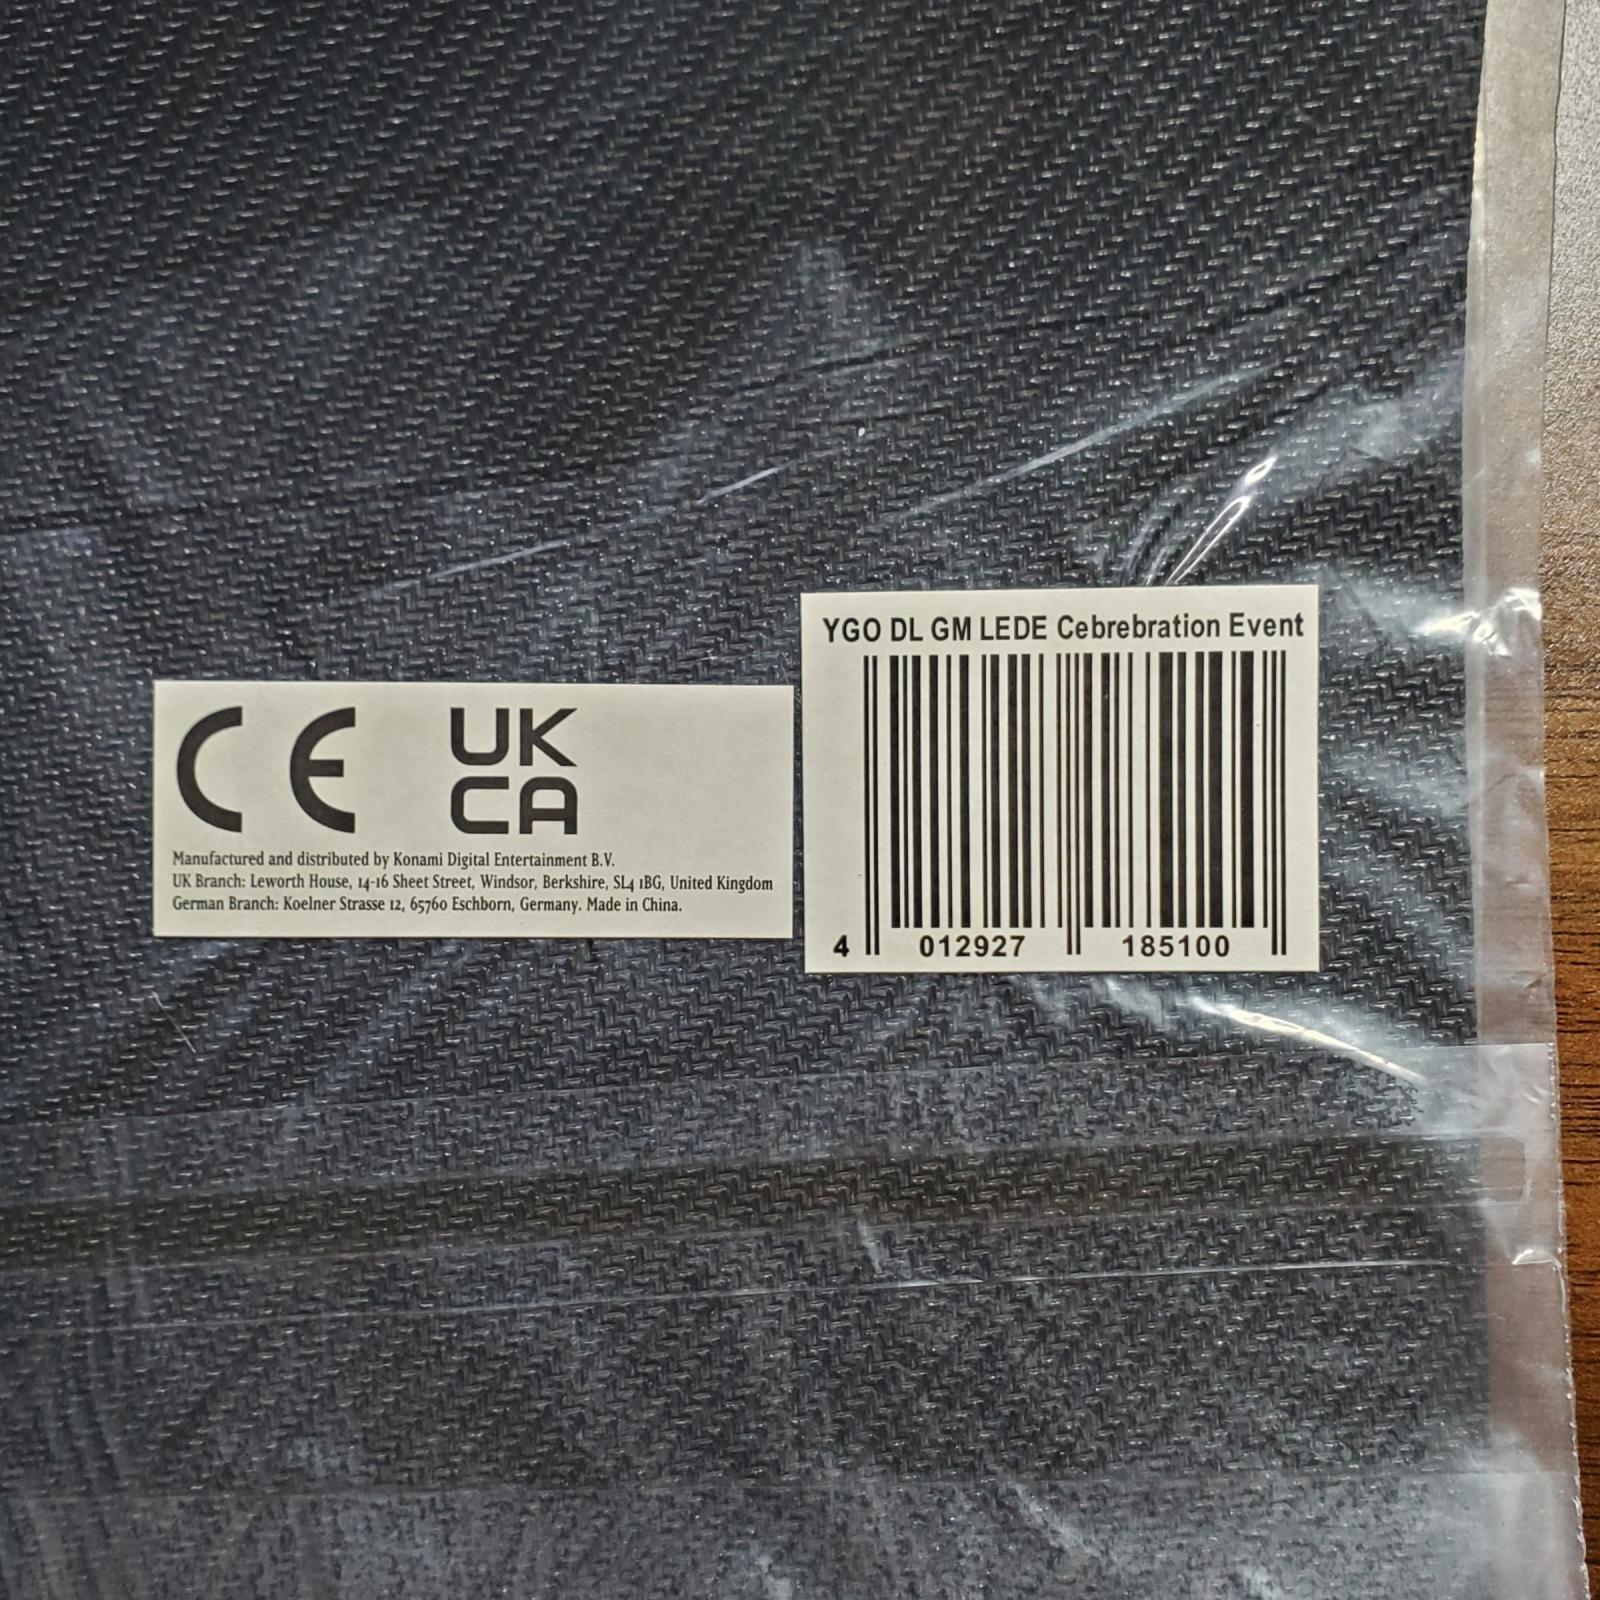 YGO DL GM LEDE Cebrebration Event
CE
UK
CA
Manufactured and distributed by Konami Digital Entertainment B.V.
UK Branch: Leworth House, 14-16 Sheet Street, Windsor, Berkshire, SL4 1BG, United Kingdom
German Branch: Koelner Strasse 12, 65760 Eschborn, Germany. Made in China.
4 012927 185100